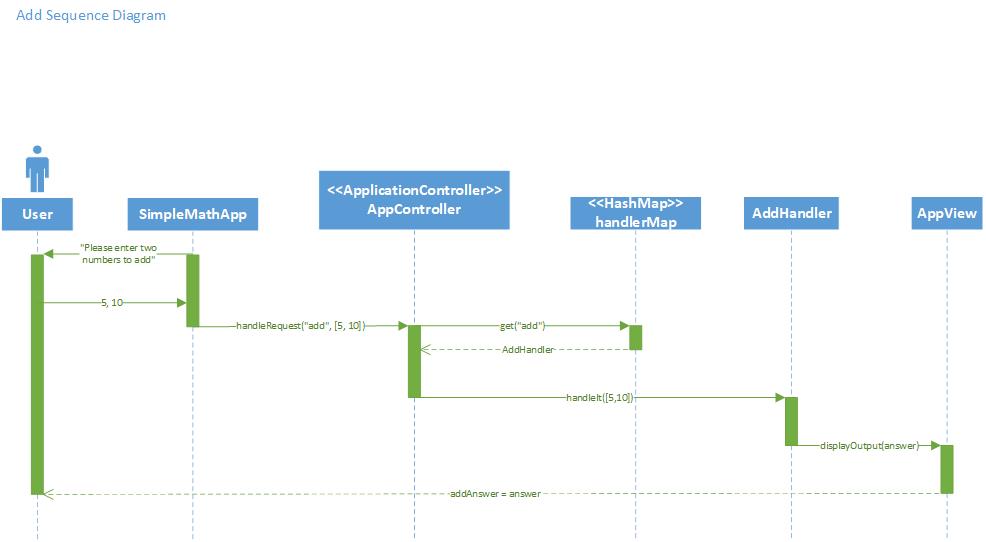 Add Sequence Diagram
<<ApplicationController>>
AppController
<<HashMap>>
handlerMap
User
SimpleMathApp
AddHandler
AppView
"Please enter two
numbers to add"
5, 10
handleRequest("add", [5, 10])
get("add")
AddHandler
handleIt([5,10])
displayOutput(answer)
addAnswer = answer